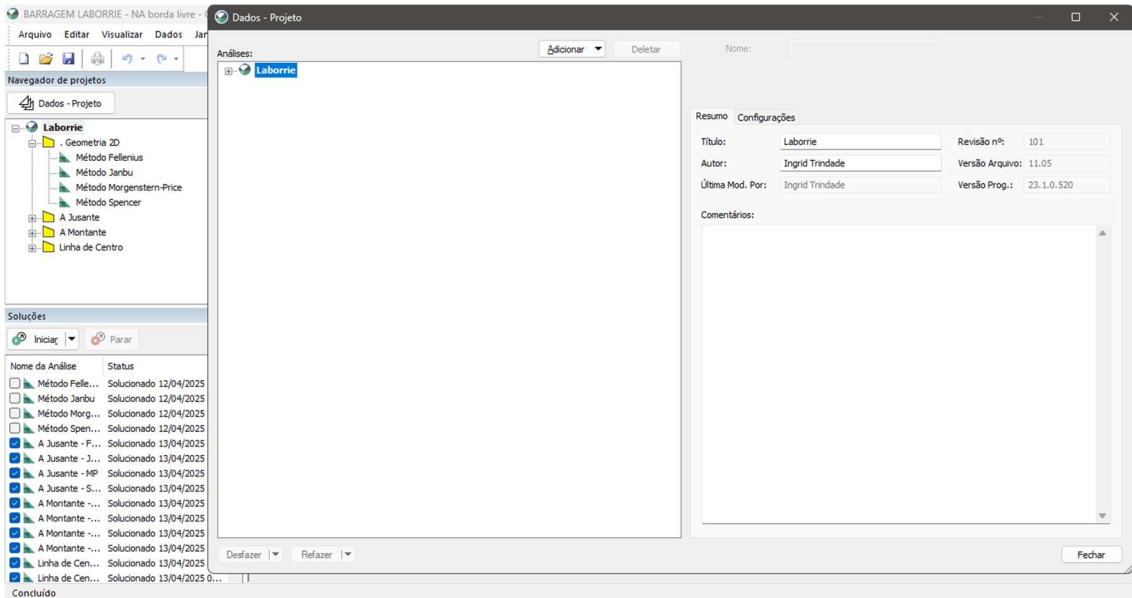 BARRAGEM LABORRIE - NA borda livre -
Dados - Projeto
Arquivo Editar Visualizar Dados
Navegador de projetos
Dados - Projeto
Laborrie
. Geometria 2D
Método Fellenius
Método Janbu
Método Morgenstern-Price
Método Spencer
A Jusante
A Montante
Linha de Centro
Soluções
Iniciar
Parar
Nome da Análise Status
Método Felle... Solucionado 12/04/2025
Método Janbu Solucionado 12/04/2025
Método Morg... Solucionado 12/04/2025
Método Spen... Solucionado 12/04/2025
A Jusante - F... Solucionado 13/04/2025
A Jusante - J... Solucionado 13/04/2025
A Jusante - MP Solucionado 13/04/2025
A Jusante - S... Solucionado 13/04/2025
A Montante -... Solucionado 13/04/2025
A Montante -... Solucionado 13/04/2025
A Montante -... Solucionado 13/04/2025
A Montante -... Solucionado 13/04/2025
Linha de Cen... Solucionado 13/04/2025
Linha de Cen... Solucionado 13/04/2025 0...
Concluído
Análises:
Adicionar
Deletar
Laborrie
Desfazer
Refazer
Nome:
Resumo Configurações
Título: Laborrie Revisão nº: 101
Autor: Ingrid Trindade Versão Arquivo: 11.05
Última Mod. Por: Ingrid Trindade Versão Prog.: 23.1.0.520
Comentários:
Fechar